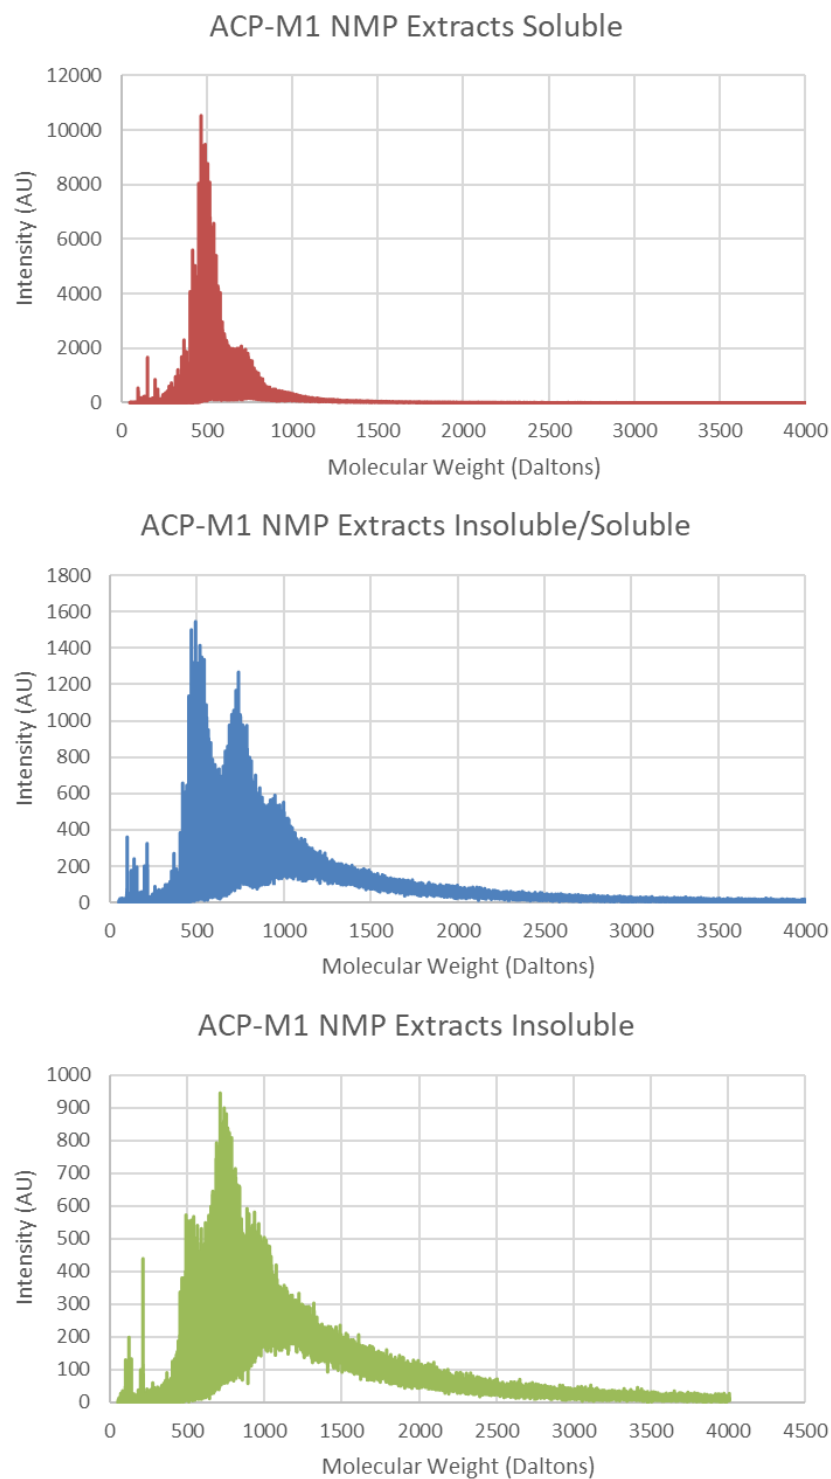 ACP-M1 NMP Extracts Soluble
12000
10000
8000
6000
4000
2000
0
Intensity (AU)
0 500 1000 1500 2000 2500 3000 3500 4000
Molecular Weight (Daltons)
ACP-M1 NMP Extracts Insoluble/Soluble
1800
1600
1400
1200
1000
800
600
400
200
0
Intensity (AU)
0 500 1000 1500 2000 2500 3000 3500 4000
Molecular Weight (Daltons)
ACP-M1 NMP Extracts Insoluble
1000
900
800
700
600
500
400
300
200
100
0
Intensity (AU)
0 500 1000 1500 2000 2500 3000 3500 4000 4500
Molecular Weight (Daltons)